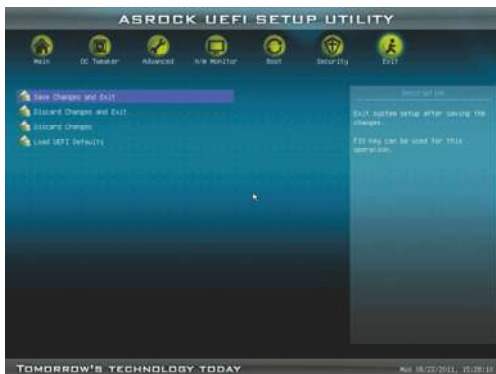 ASROCK UEFI SETUP UTILITY
Main
OC Tweaker
Advanced
H/W Monitor
Boot
Security
Exit
Save Changes and Exit
Discard Changes and Exit
Discard Changes
Load UEFI Defaults
Description
Exit system setup after saving the
changes.
F10 key can be used for this
operation.
TOMORROW'S TECHNOLOGY TODAY